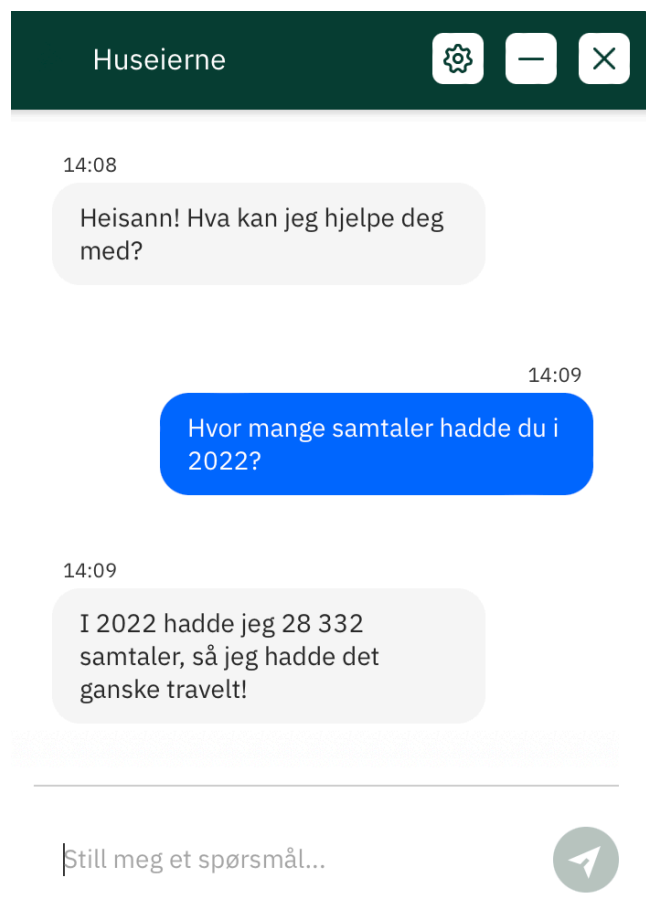 Huseierne
14:08
Heisann! Hva kan jeg hjelpe deg
med?
14:09
Hvor mange samtaler hadde du i
2022?
14:09
I 2022 hadde jeg 28 332
samtaler, så jeg hadde det
ganske travelt!
Still meg et spørsmål...